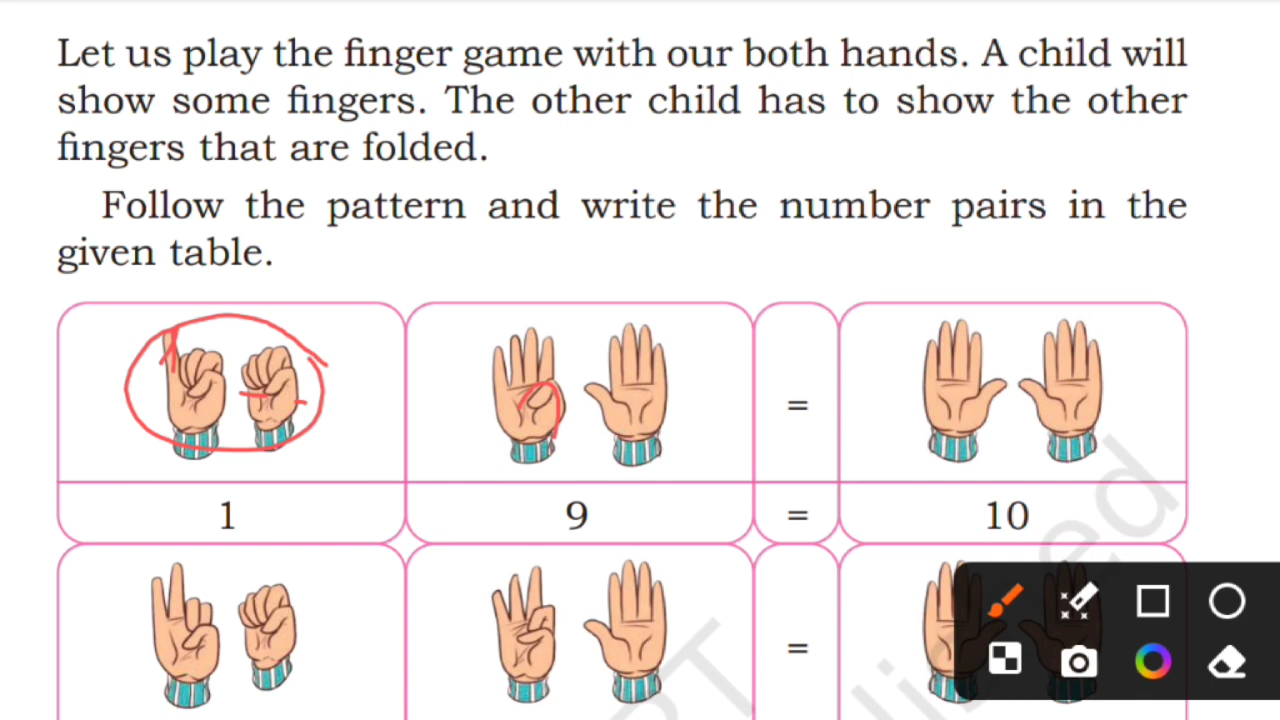 Let us play the finger game with our both hands. A child will
show some fingers. The other child has to show the other
fingers that are folded.
Follow the pattern and write the number pairs in the
given table.
=
1 9 = 10
=